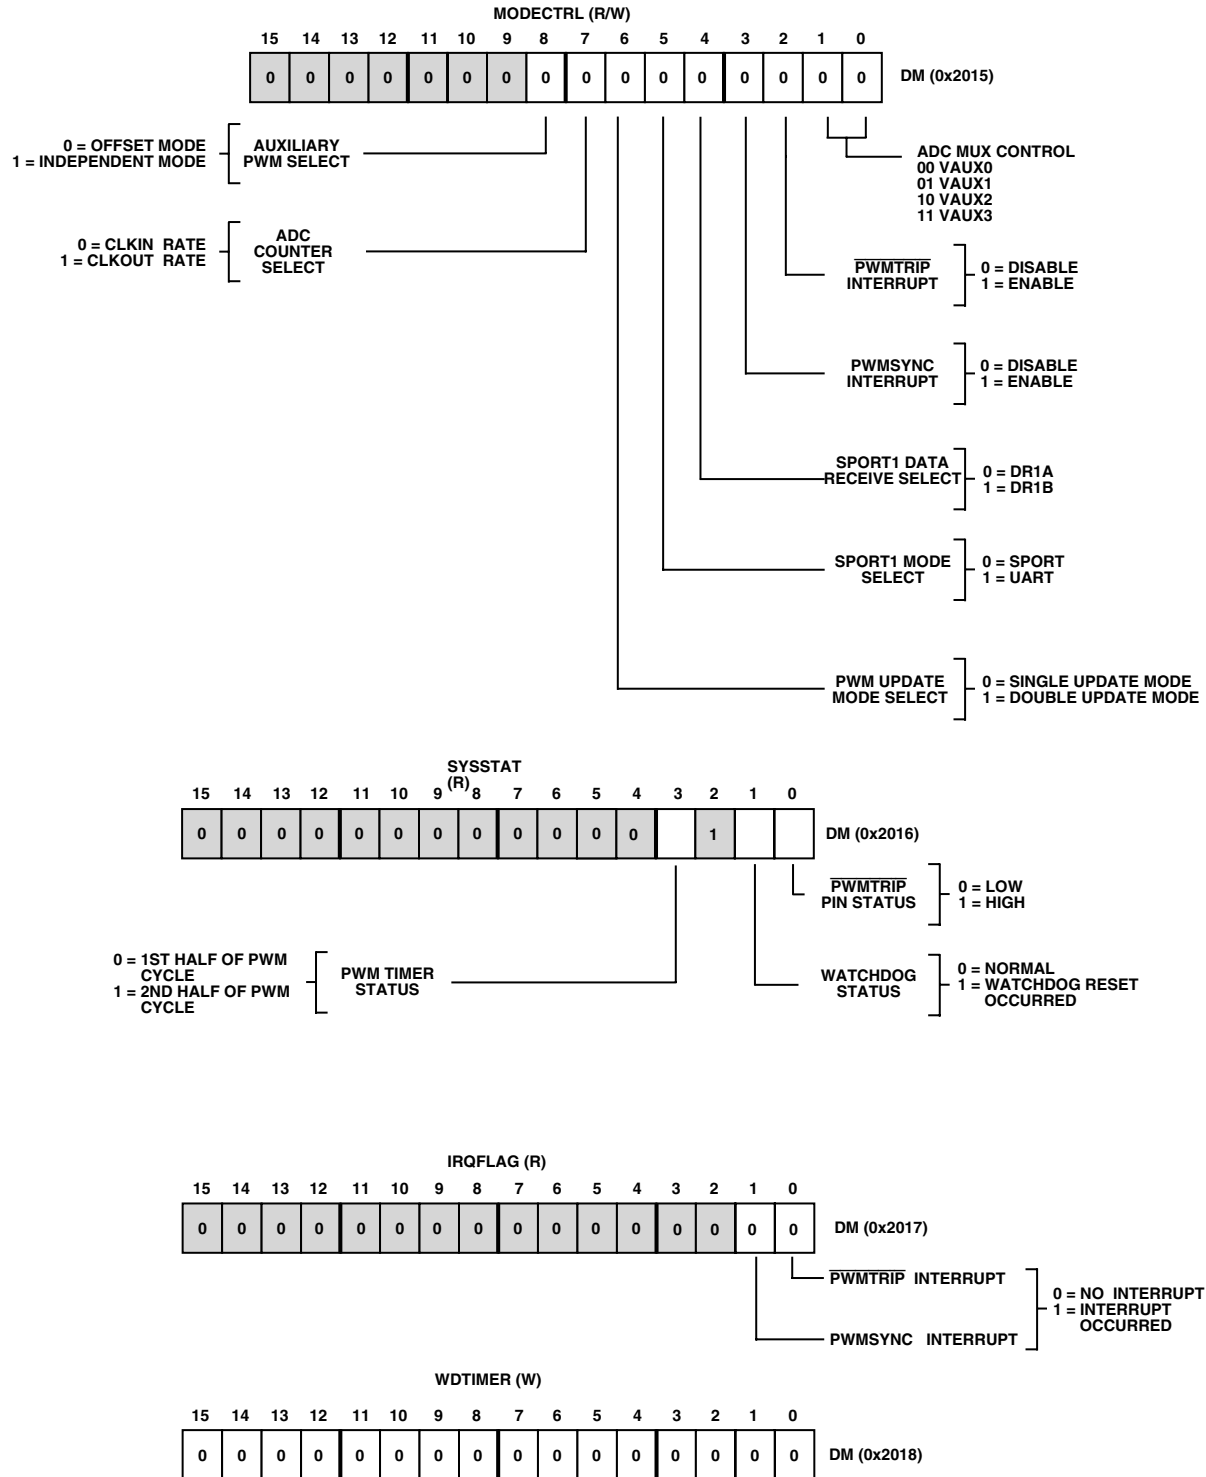 MODECTRL (R/W)
15 14 13 12 11 10 9 8 7 6 5 4 3 2 1 0
0 0 0 0 0 0 0 0 0 0 0 0 0 0 0 0 DM (0x2015)
0 = OFFSET MODE
1 = INDEPENDENT MODE
AUXILIARY
PWM SELECT
ADC MUX CONTROL
00 VAUX0
01 VAUX1
10 VAUX2
11 VAUX3
0 = CLKIN RATE
1 = CLKOUT RATE
ADC
COUNTER
SELECT
PWMTRIP
INTERRUPT
0 = DISABLE
1 = ENABLE
PWMSYNC
INTERRUPT
0 = DISABLE
1 = ENABLE
SPORT1 DATA
RECEIVE SELECT
0 = DR1A
1 = DR1B
SPORT1 MODE
SELECT
0 = SPORT
1 = UART
PWM UPDATE
MODE SELECT
0 = SINGLE UPDATE MODE
1 = DOUBLE UPDATE MODE
SYSSTAT
(R)
15 14 13 12 11 10 9 8 7 6 5 4 3 2 1 0
0 0 0 0 0 0 0 0 0 0 0 0 1 DM (0x2016)
PWMTRIP
PIN STATUS
0 = LOW
1 = HIGH
0 = 1ST HALF OF PWM
CYCLE
1 = 2ND HALF OF PWM
CYCLE
PWM TIMER
STATUS
WATCHDOG
STATUS
0 = NORMAL
1 = WATCHDOG RESET
OCCURRED
IRQFLAG (R)
15 14 13 12 11 10 9 8 7 6 5 4 3 2 1 0
0 0 0 0 0 0 0 0 0 0 0 0 0 0 0 0 DM (0x2017)
PWMTRIP INTERRUPT
PWMSYNC INTERRUPT
0 = NO INTERRUPT
1 = INTERRUPT
OCCURRED
WDTIMER (W)
15 14 13 12 11 10 9 8 7 6 5 4 3 2 1 0
0 0 0 0 0 0 0 0 0 0 0 0 0 0 0 0 DM (0x2018)